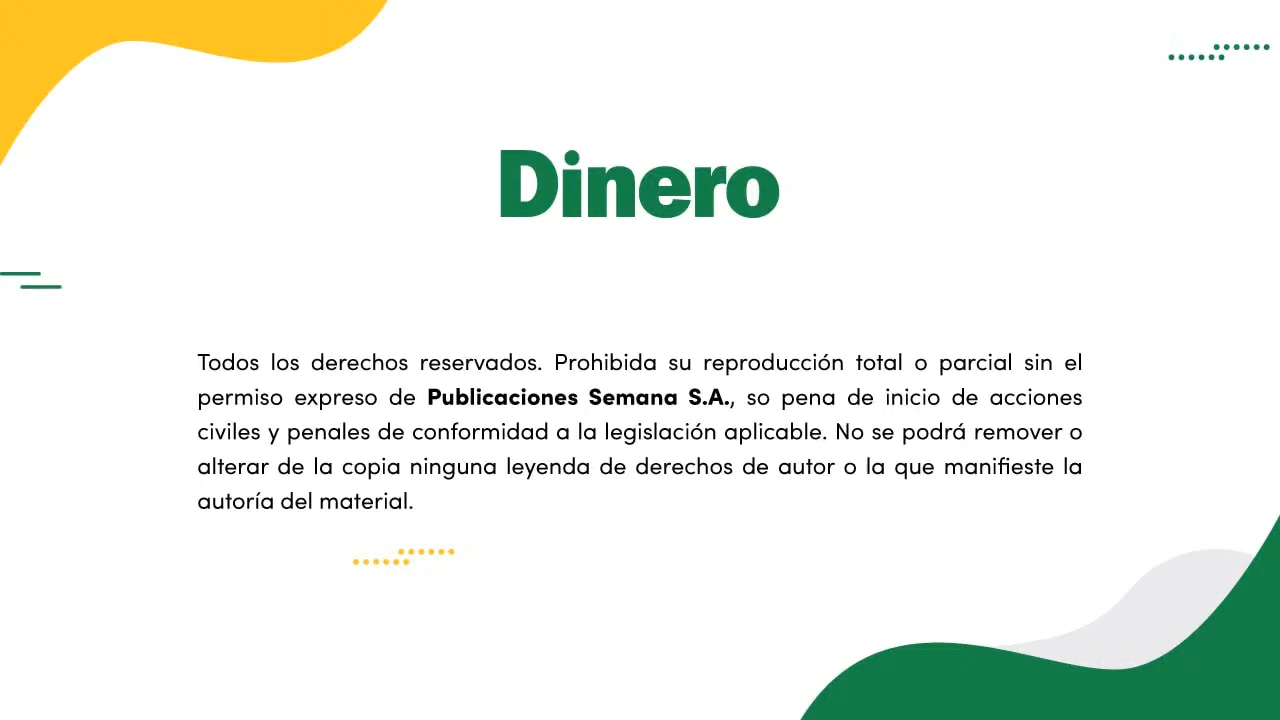 Dinero
Todos los derechos reservados. Prohibida su reproducción total o parcial sin el
permiso expreso de Publicaciones Semana S.A., so pena de inicio de acciones
civiles y penales de conformidad a la legislación aplicable. No se podrá remover o
alterar de la copia ninguna leyenda de derechos de autor o la que manifieste la
autoría del material.